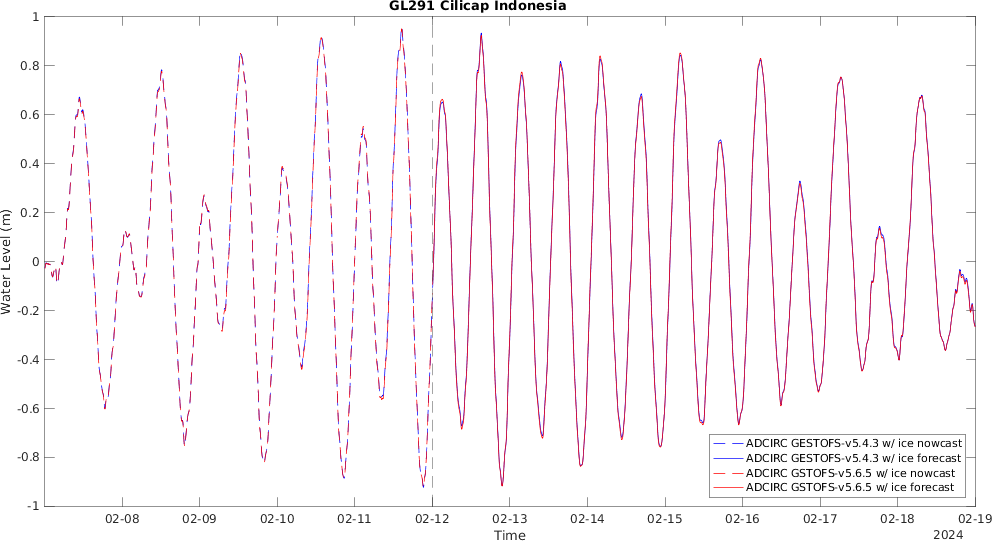 GL291 Cilicap Indonesia
1
0.8
0.6
0.4
0.2
0
-0.2
-0.4
-0.6
-0.8
-1
Water Level (m)
ADCIRC GESTOFS-v5.4.3 w/ ice nowcast
ADCIRC GESTOFS-v5.4.3 w/ ice forecast
ADCIRC GSTOFS-v5.6.5 w/ ice nowcast
ADCIRC GSTOFS-v5.6.5 w/ ice forecast
02-08 02-09 02-10 02-11 02-12 02-13 02-14 02-15 02-16 02-17 02-18 02-19
Time
2024